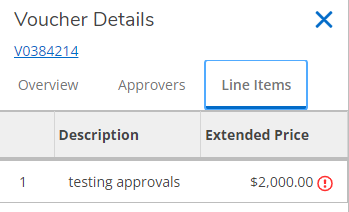 Voucher Details
V0384214
Overview Approvers Line Items
Description Extended Price
1 testing approvals $2,000.00